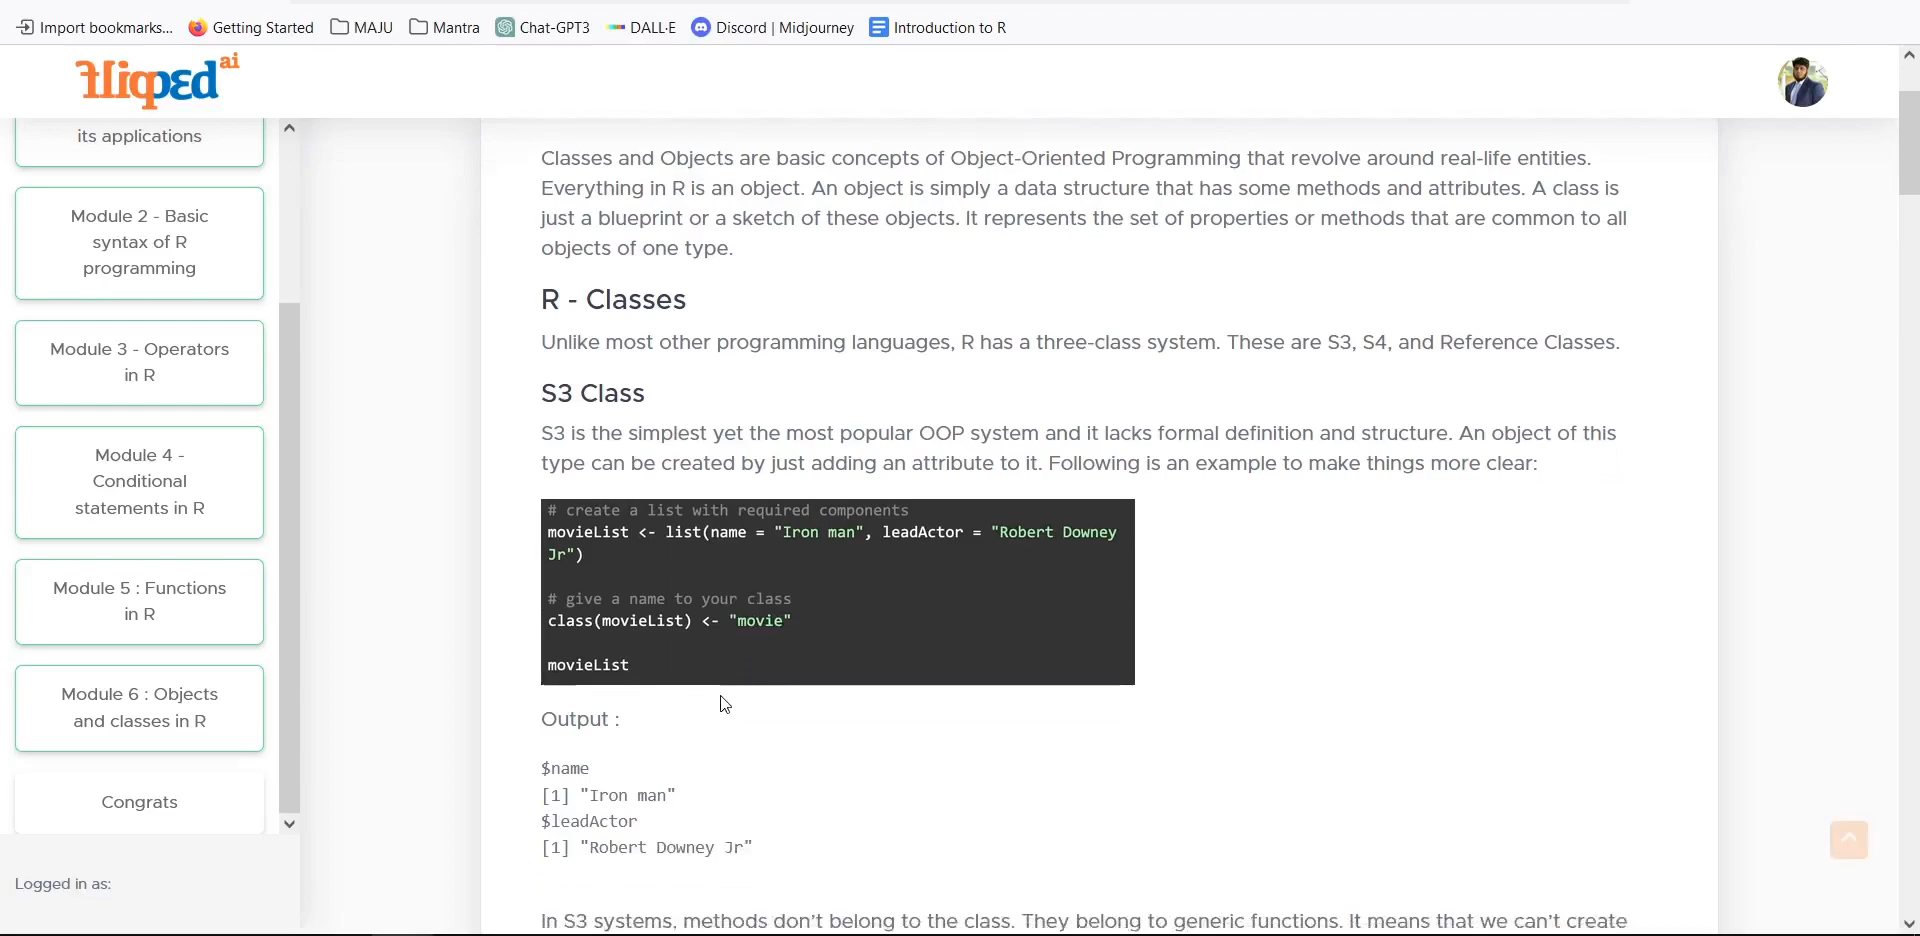 Import bookmarks... Getting Started MAJU Mantra Chat-GPT3 DALL·E Discord | Midjourney Introduction to R
flipped ai
its applications
Module 2 - Basic
syntax of R
programming
Module 3 - Operators
in R
Module 4 -
Conditional
statements in R
Module 5 : Functions
in R
Module 6 : Objects
and classes in R
Congrats
Logged in as:
Classes and Objects are basic concepts of Object-Oriented Programming that revolve around real-life entities.
Everything in R is an object. An object is simply a data structure that has some methods and attributes. A class is
just a blueprint or a sketch of these objects. It represents the set of properties or methods that are common to all
objects of one type.
R - Classes
Unlike most other programming languages, R has a three-class system. These are S3, S4, and Reference Classes.
S3 Class
S3 is the simplest yet the most popular OOP system and it lacks formal definition and structure. An object of this
type can be created by just adding an attribute to it. Following is an example to make things more clear:
# create a list with required components
movieList <- list(name = "Iron man", leadActor = "Robert Downey
Jr")
# give a name to your class
class(movieList) <- "movie"
movieList
Output :
$name
[1] "Iron man"
$leadActor
[1] "Robert Downey Jr"
In S3 systems, methods don't belong to the class. They belong to generic functions. It means that we can't create